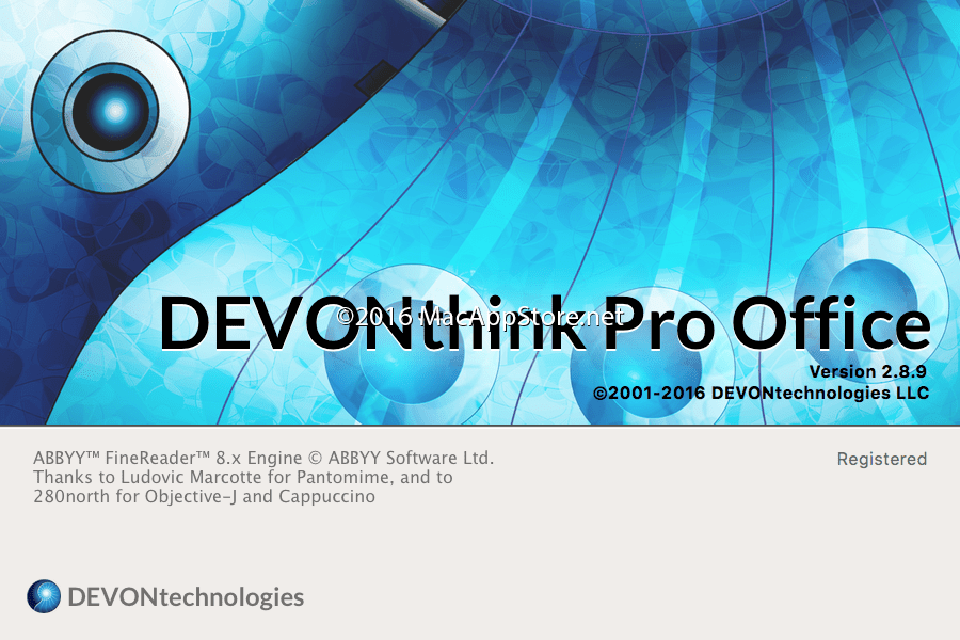 DEVONthink Pro Office
©2016 MacAppStore.net
Version 2.8.9
©2001-2016 DEVONtechnologies LLC
ABBYY™ FineReader™ 8.x Engine © ABBYY Software Ltd.
Registered
Thanks to Ludovic Marcotte for Pantomime, and to
280north for Objective-J and Cappuccino
DEVONtechnologies